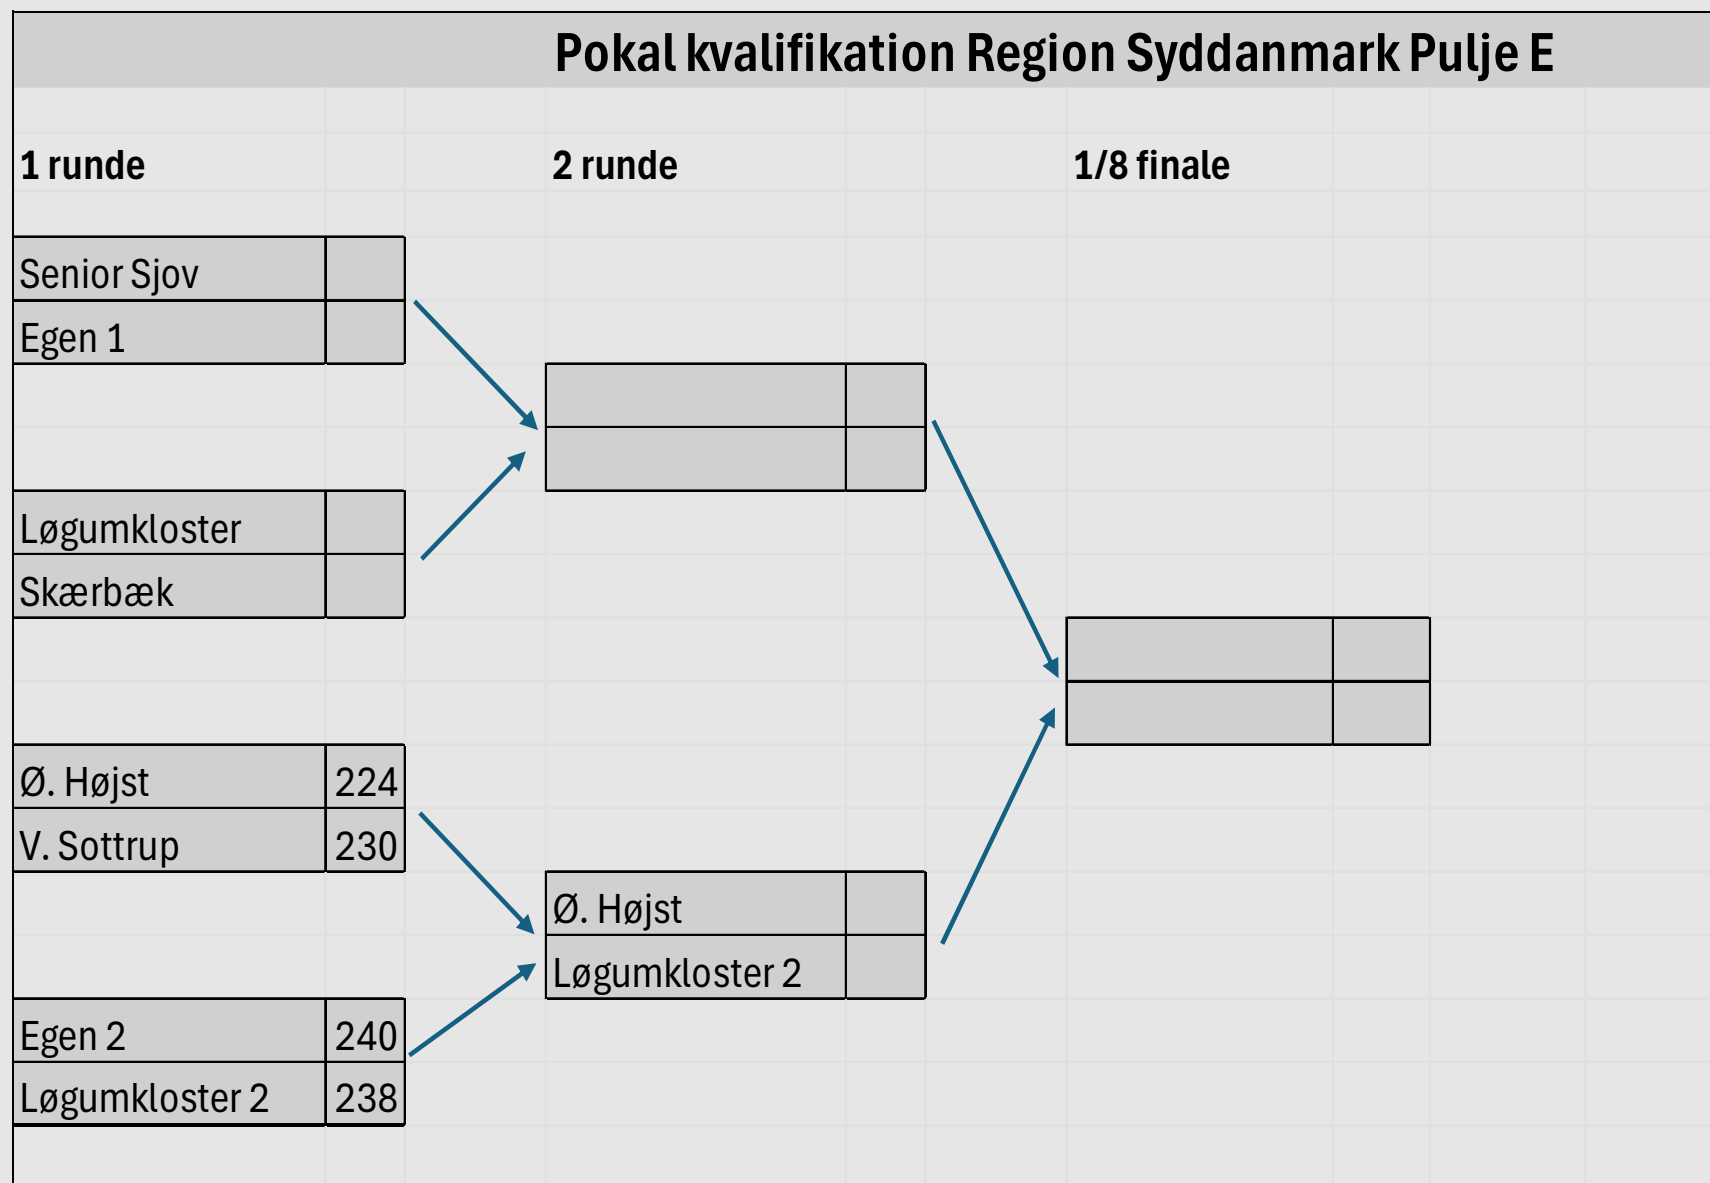 Pokal kvalifikation Region Syddanmark Pulje E
1 runde 2 runde 1/8 finale
Senior Sjov
Egen 1
Løgumkloster
Skærbæk
Ø. Højst 224
V. Sottrup 230
Ø. Højst
Løgumkloster 2
Egen 2 240
Løgumkloster 2 238